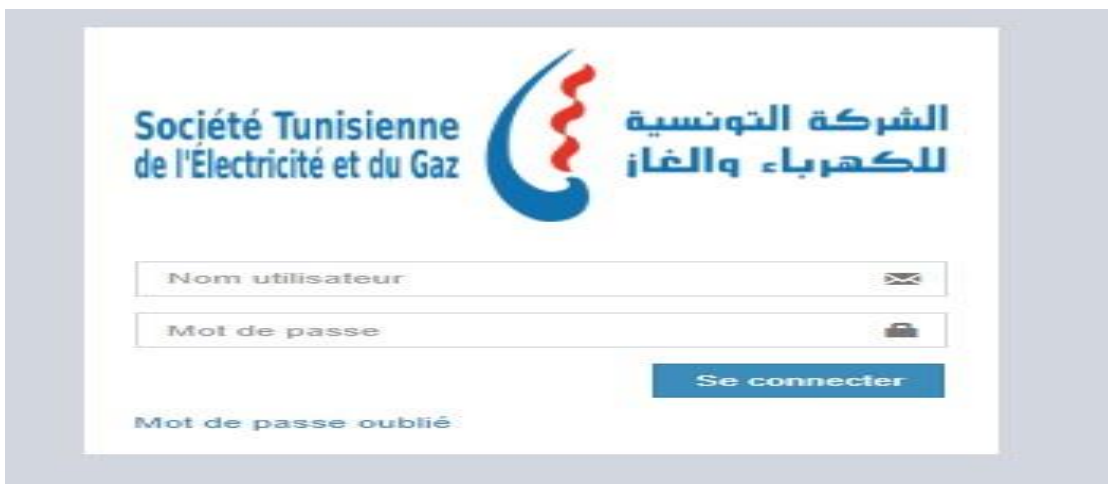 Société Tunisienne
de l'Électricité et du Gaz
الشركة التونسية
للكهرباء والغاز
Nom utilisateur
Mot de passe
Se connecter
Mot de passe oublié